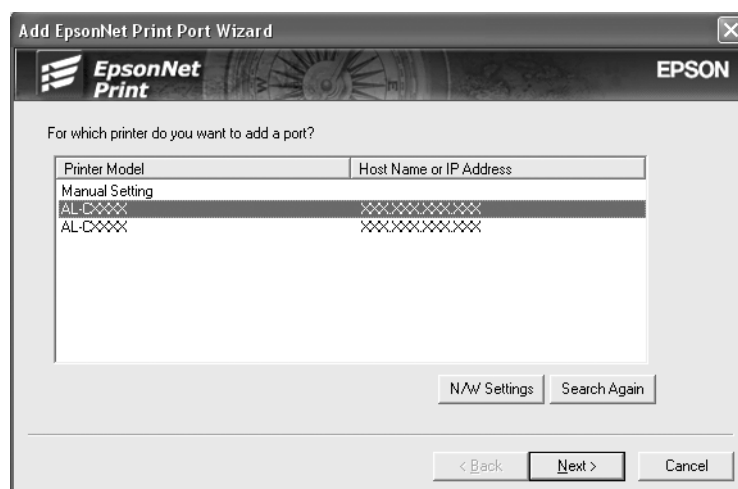 Add EpsonNet Print Port Wizard
EpsonNet
Print
EPSON
For which printer do you want to add a port?
Printer Model Host Name or IP Address
Manual Setting
AL-CXXXX XXX.XXX.XXX.XXX
AL-CXXXX XXX.XXX.XXX.XXX
N/W Settings Search Again
< Back Next > Cancel